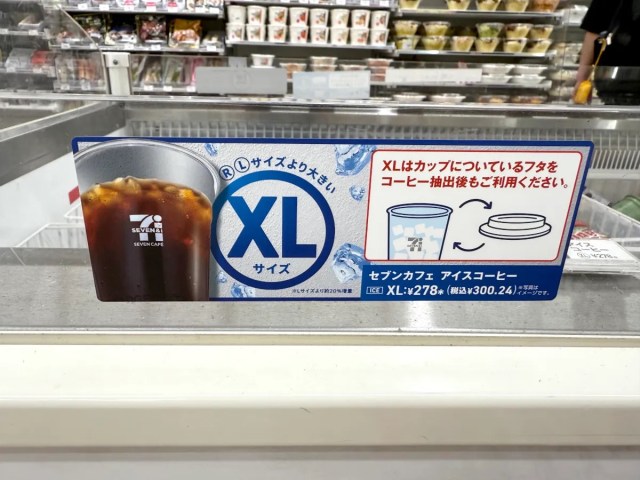 SEVEN&i
SEVEN CAFÉ
R Lサイズより大きい
XL
サイズ
※Lサイズより約20%増量
XLはカップについているフタを
コーヒー抽出後もご利用ください。
セブンカフェ アイスコーヒー
ICE XL:¥278* (税込¥300.24) ※写真は
イメージです。